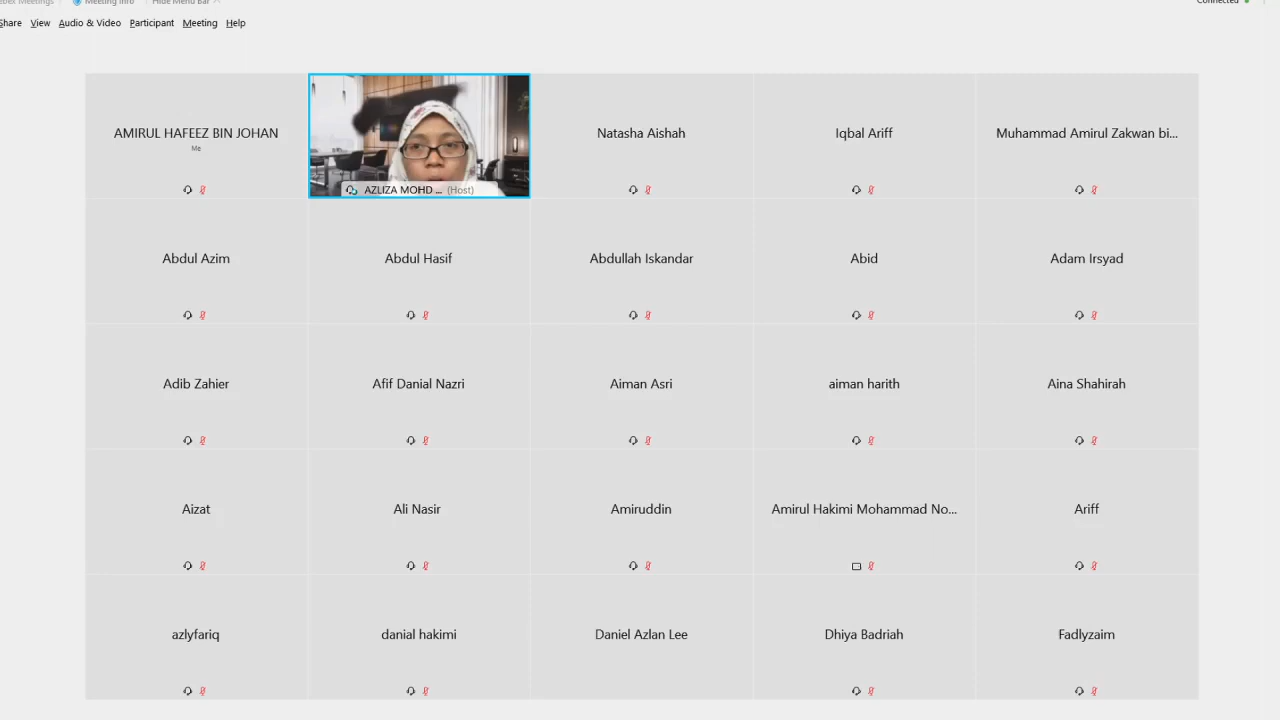 ebex Meetings
Meeting Info
Hide Menu Bar
Connected
Share View Audio & Video Participant Meeting Help
AMIRUL HAFEEZ BIN JOHAN
Me
AZLIZA MOHD ... (Host)
Natasha Aishah
Iqbal Ariff
Muhammad Amirul Zakwan bi...
Abdul Azim
Abdul Hasif
Abdullah Iskandar
Abid
Adam Irsyad
Adib Zahier
Afif Danial Nazri
Aiman Asri
aiman harith
Aina Shahirah
Aizat
Ali Nasir
Amiruddin
Amirul Hakimi Mohammad No...
Ariff
azlyfariq
danial hakimi
Daniel Azlan Lee
Dhiya Badriah
Fadlyzaim